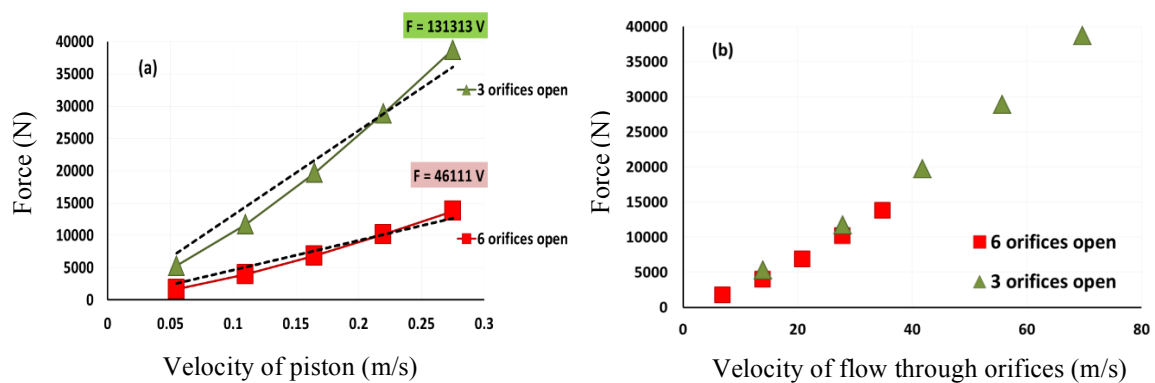 F = 131313 V
40000
35000
30000
25000
20000
15000
10000
5000
0
(a)
3 orifices open
F = 46111 V
6 orifices open
0
0.05
0.1
0.15
0.2
0.25
0.3
Force (N)
Velocity of piston (m/s)
40000
35000
30000
25000
20000
15000
10000
5000
0
(b)
6 orifices open
3 orifices open
0
20
40
60
80
Force (N)
Velocity of flow through orifices (m/s)